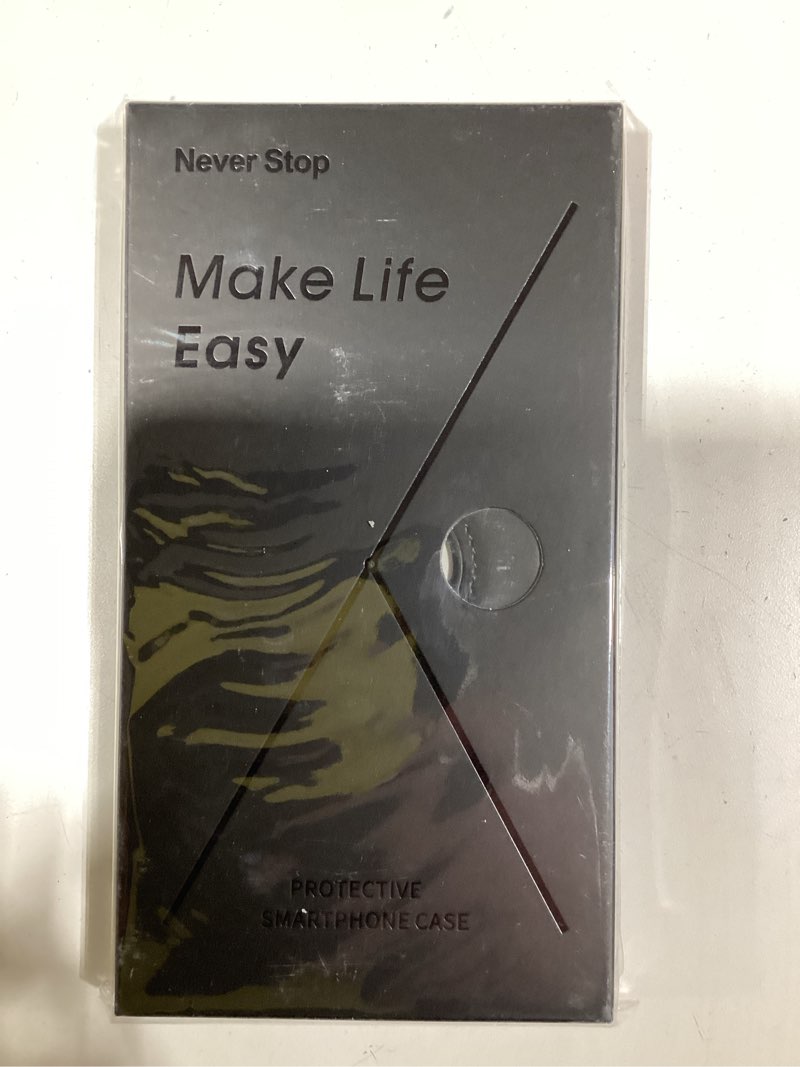 Never Stop
Make Life
Easy
PROTECTIVE
SMARTPHONE CASE